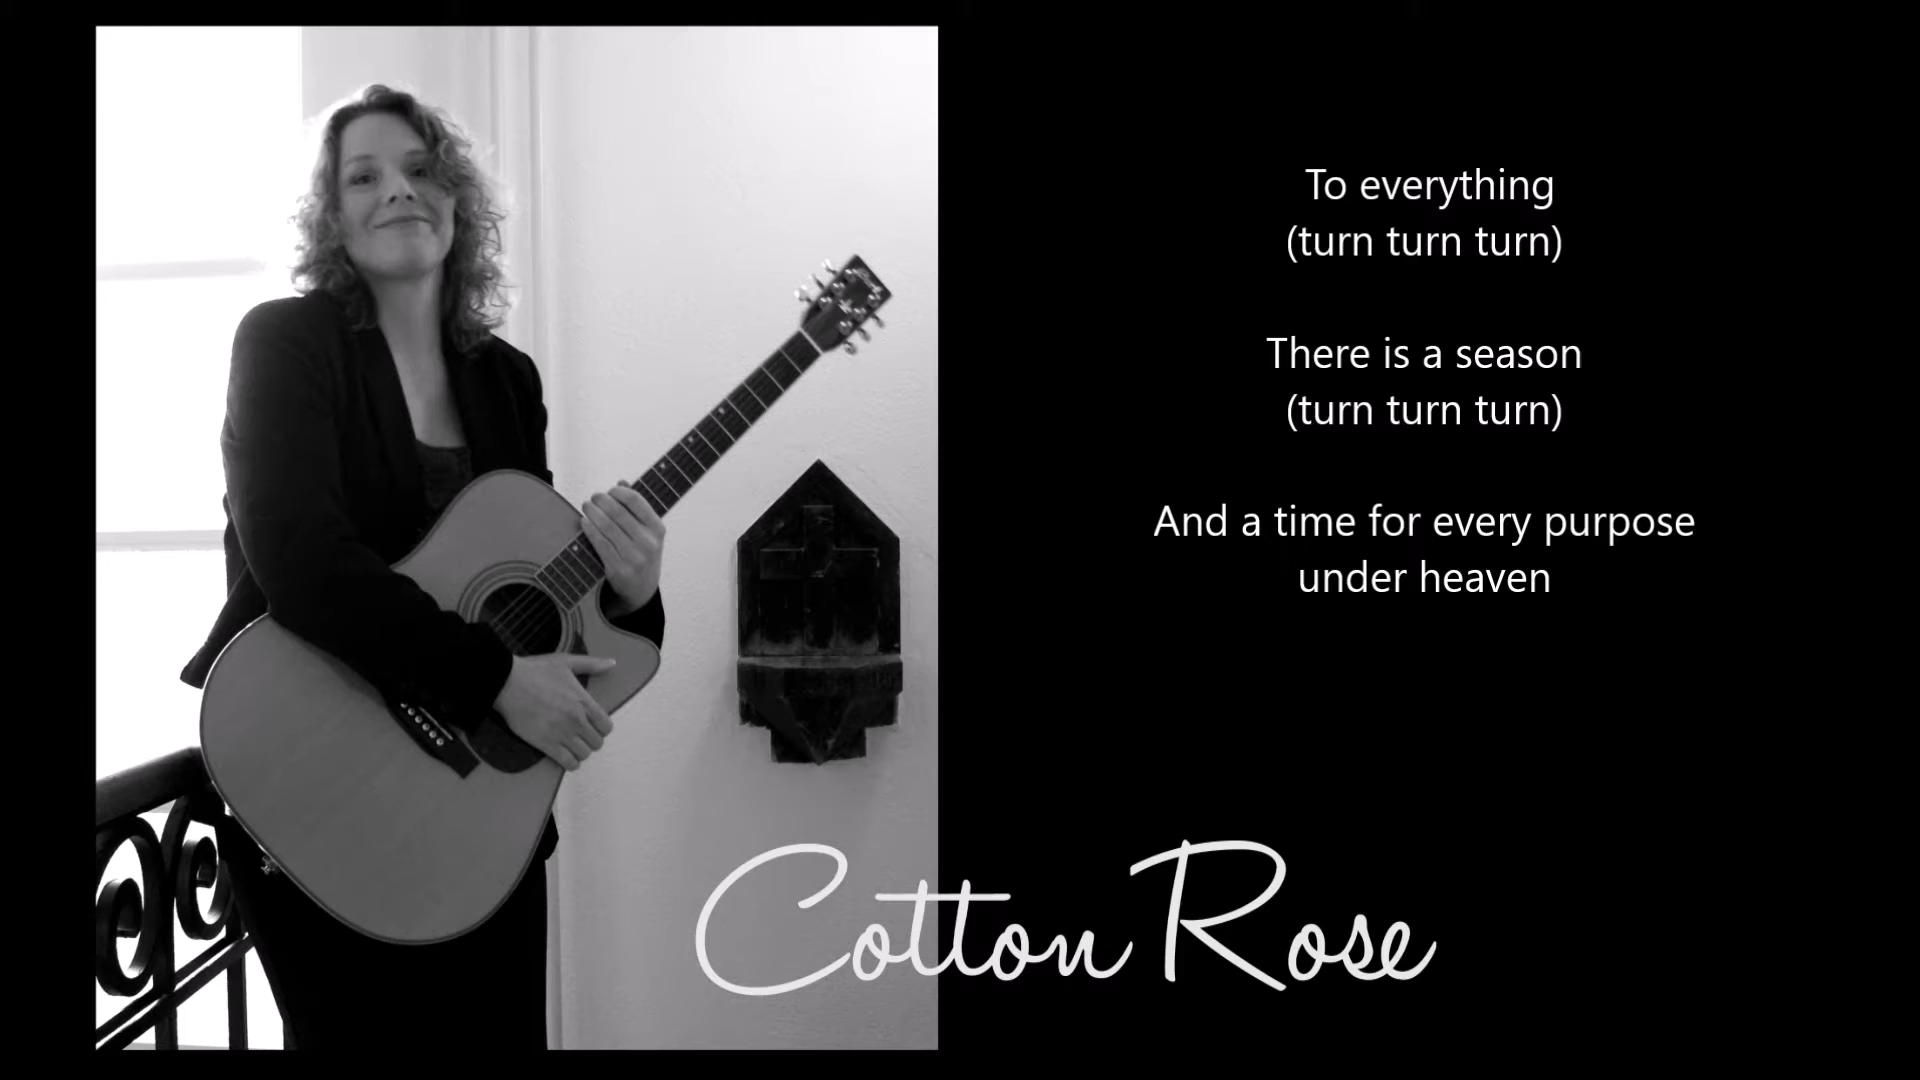 To everything
(turn turn turn)
There is a season
(turn turn turn)
And a time for every purpose
under heaven
Cotton Rose